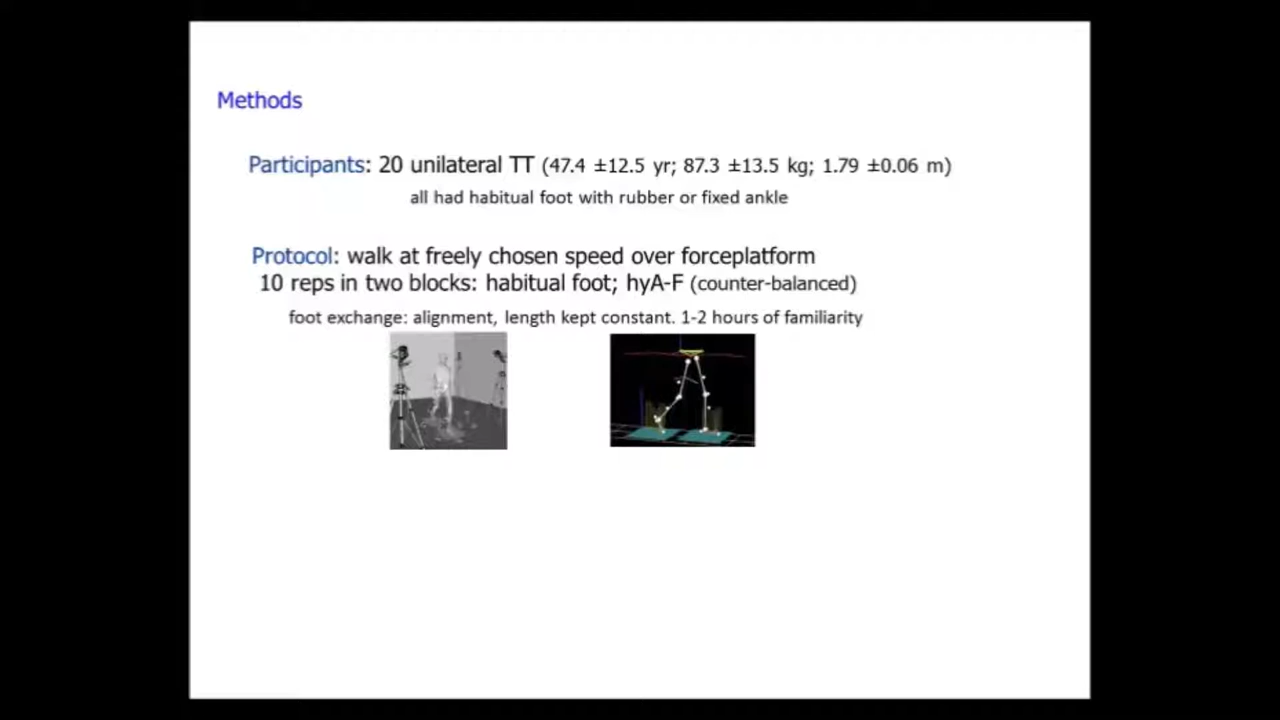 Methods
Participants: 20 unilateral TT (47.4 ±12.5 yr; 87.3 ±13.5 kg; 1.79 ±0.06 m)
all had habitual foot with rubber or fixed ankle
Protocol: walk at freely chosen speed over forceplatform
10 reps in two blocks: habitual foot; hyA-F (counter-balanced)
foot exchange: alignment, length kept constant. 1-2 hours of familiarity